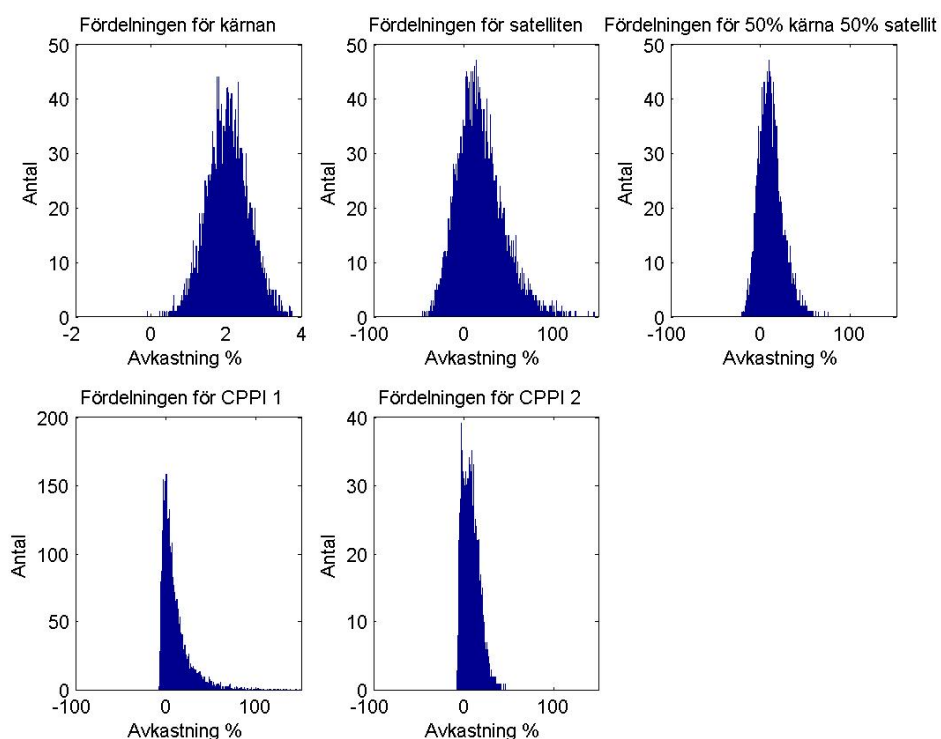 Fördelningen för kärnan
50
40
30
20
10
0
Antal
-2
0
2
4
Avkastning %
Fördelningen för satelliten
50
40
30
20
10
0
Antal
-100
0
100
Avkastning %
Fördelningen för 50% kärna 50% satellit
50
40
30
20
10
0
Antal
-100
0
100
Avkastning %
Fördelningen för CPPI 1
200
150
100
50
0
Antal
-100
0
100
Avkastning %
Fördelningen för CPPI 2
40
30
20
10
0
Antal
-100
0
100
Avkastning %